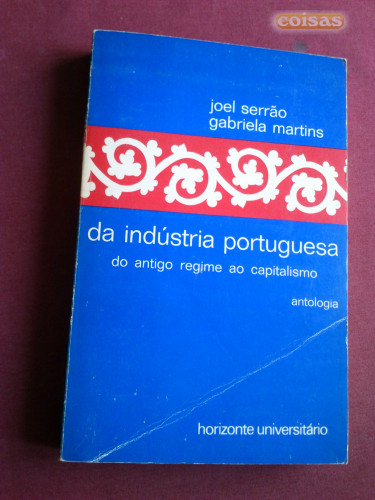 coisas
joel serrão
gabriela martins
da indústria portuguesa
do antigo regime ao capitalismo
antologia
horizonte universitário